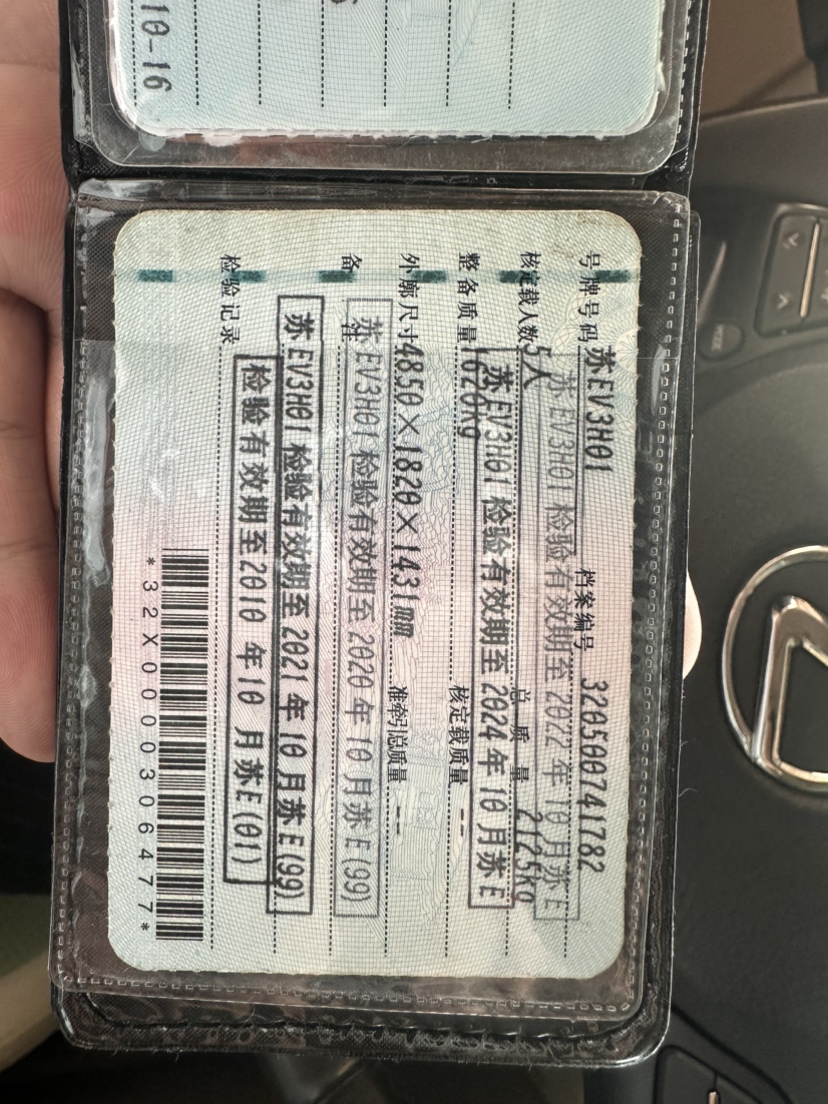 10-16
号牌号码 苏EV3H01 档案编号 320500741782
苏EV3H01 检验有效期至2022年10月苏E
核定载人数 5人 总质量 2125kg
苏EV3H01 检验有效期至2024年10月苏E
整备质量 1620kg 核定载质量 --
外廓尺寸 4850×1820×1431mm 准牵引总质量 --
备
苏EV3H01 检验有效期至2020年10月苏E(99)
苏EV3H01 检验有效期至2021年10月苏E(99)
检验记录 检验有效期至2010年10月苏E(01)
*32X0000306477*